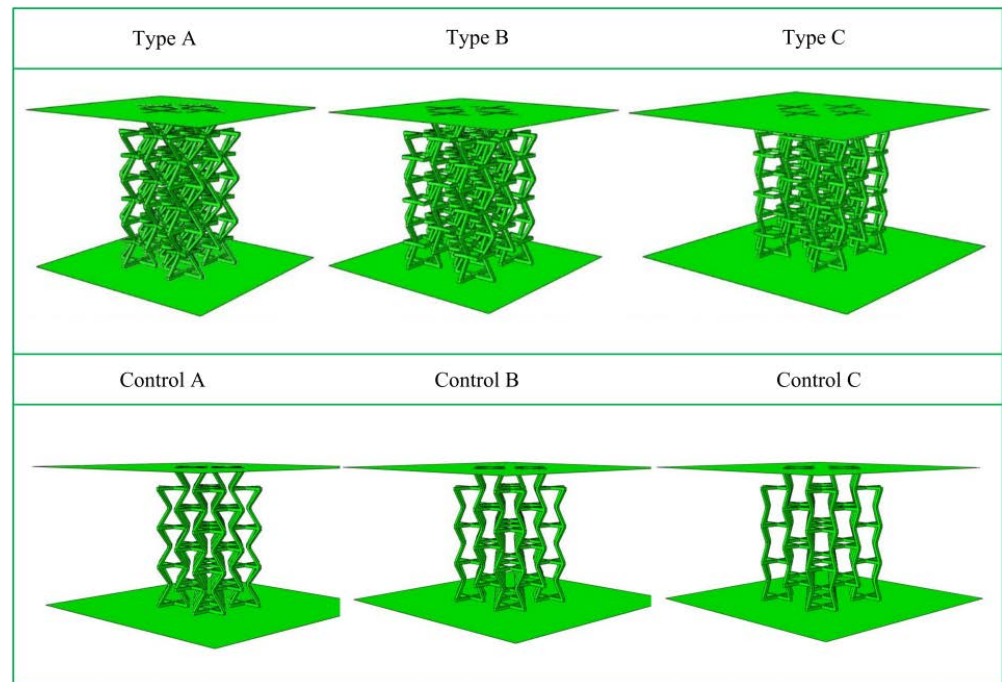 Type A
Type B
Type C
Control A
Control B
Control C